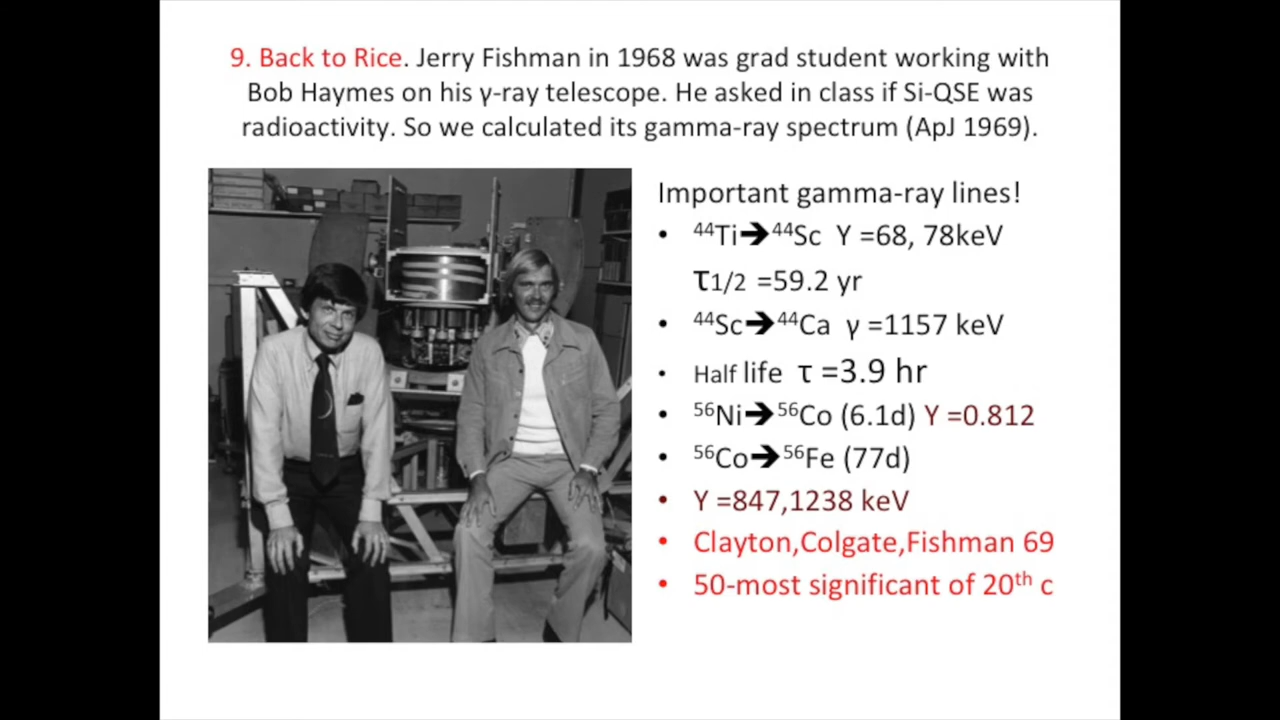 9. Back to Rice. Jerry Fishman in 1968 was grad student working with
Bob Haymes on his γ-ray telescope. He asked in class if Si-QSE was
radioactivity. So we calculated its gamma-ray spectrum (ApJ 1969).
Important gamma-ray lines!
• ⁴⁴Ti➔⁴⁴Sc Υ =68, 78keV
τ1/2 =59.2 yr
• ⁴⁴Sc➔⁴⁴Ca γ =1157 keV
• Half life τ =3.9 hr
• ⁵⁶Ni➔⁵⁶Co (6.1d) Υ =0.812
• ⁵⁶Co➔⁵⁶Fe (77d)
• Υ =847,1238 keV
• Clayton,Colgate,Fishman 69
• 50-most significant of 20ᵗʰ c